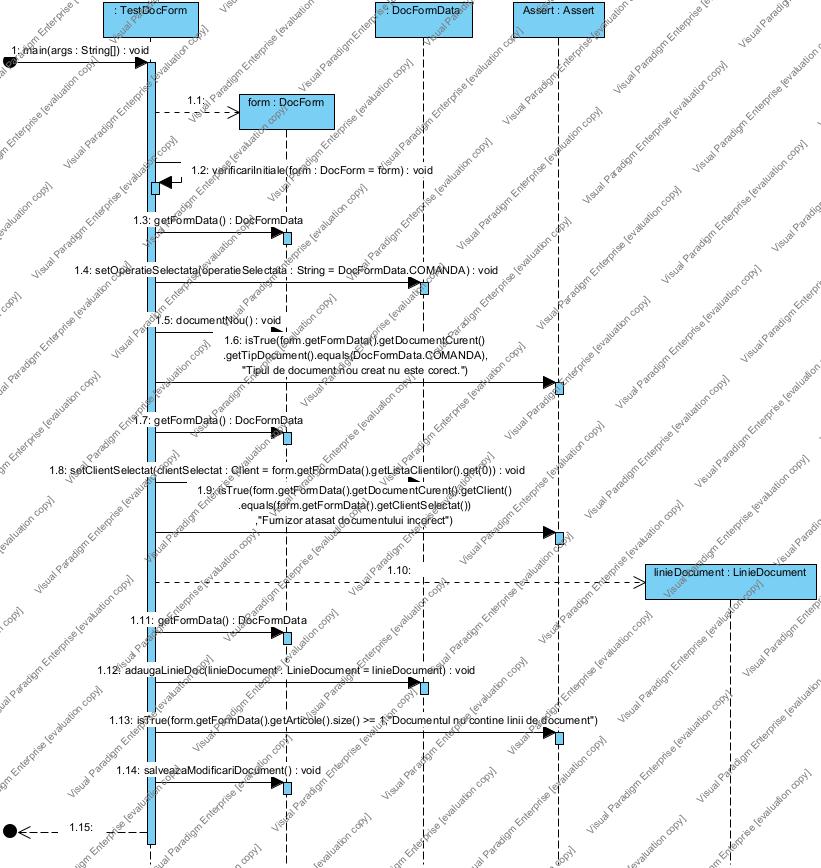 : TestDocForm
: DocFormData
Assert : Assert
1: main(args : String[]) : void
1.1:
form : DocForm
1.2: verificariInitiale(form : DocForm = form) : void
1.3: getFormData() : DocFormData
1.4: setOperatieSelectata(operatieSelectata : String = DocFormData.COMANDA) : void
1.5: documentNou() : void
1.6: isTrue(form.getFormData().getDocumentCurent()
.getTipDocument().equals(DocFormData.COMANDA),
"Tipul de document nou creat nu este corect.")
1.7: getFormData() : DocFormData
1.8: setClientSelectat(clientSelectat : Client = form.getFormData().getListaClientilor().get(0)) : void
1.9: isTrue(form.getFormData().getDocumentCurent().getClient()
.equals(form.getFormData().getClientSelectat())
,"Furnizor atasat documentului incorect")
1.10:
linieDocument : LinieDocument
1.11: getFormData() : DocFormData
1.12: adaugaLinieDoc(linieDocument : LinieDocument = linieDocument) : void
1.13: isTrue(form.getFormData().getArticole().size() >= 1,"Documentul nu contine linii de document")
1.14: salveazaModificariDocument() : void
1.15:
Visual Paradigm Enterprise [evaluation copy]